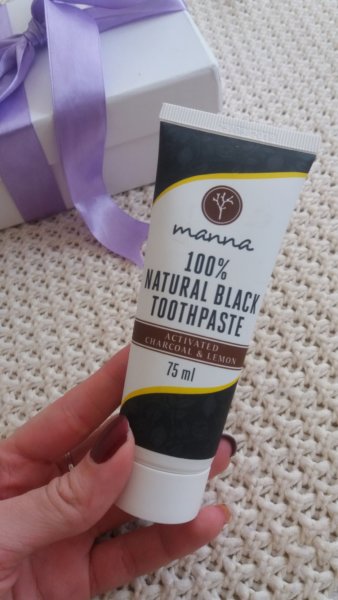 manna
100%
NATURAL BLACK
TOOTHPASTE
ACTIVATED
CHARCOAL & LEMON
75 ml